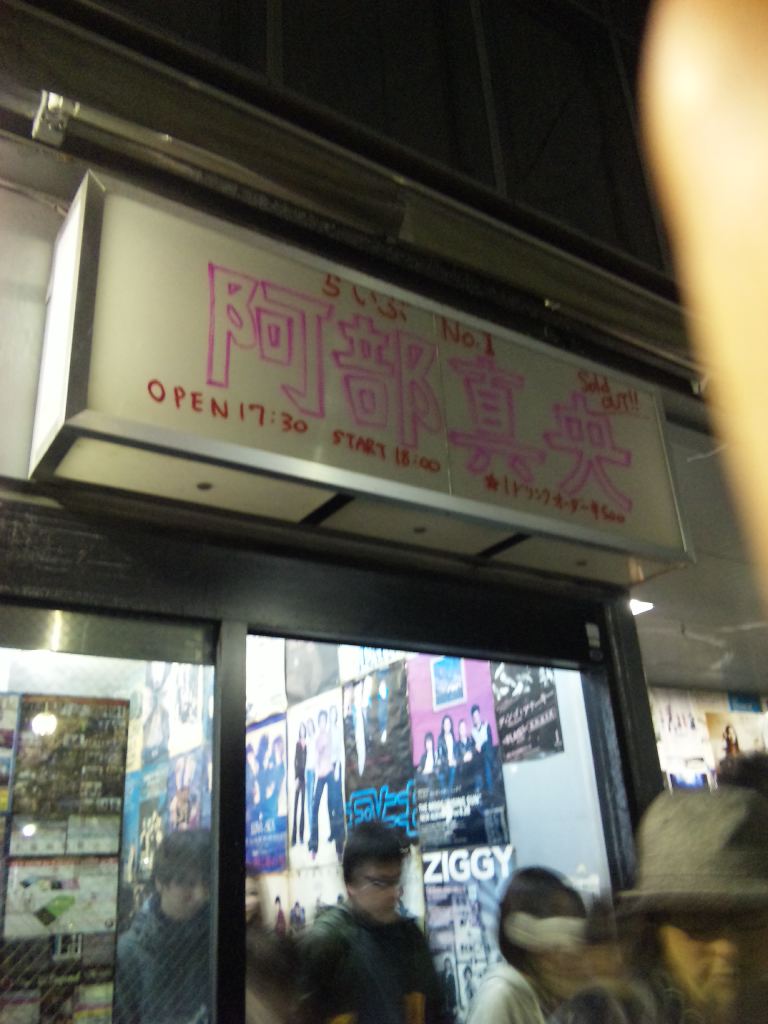 らいぶ No.1
阿部真央
Sold OUT!!
OPEN 17:30 START 18:00
★1ドリンクオーダー¥500
ZIGGY